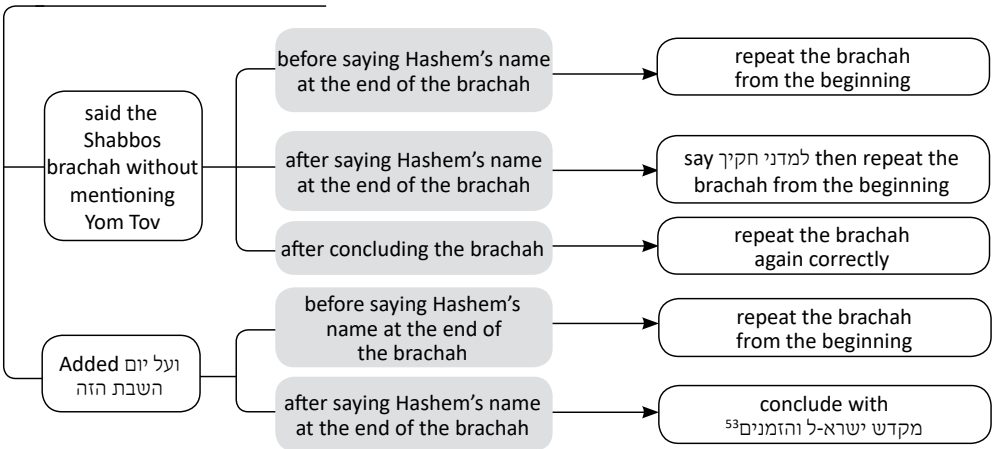 said the
Shabbos
brachah without
mentioning
Yom Tov
before saying Hashem's name
at the end of the brachah
repeat the brachah
from the beginning
after saying Hashem's name
at the end of the brachah
say למדני חקיך then repeat the
brachah from the beginning
after concluding the brachah
repeat the brachah
again correctly
Added ועל יום
השבת הזה
before saying Hashem's
name at the end of
the brachah
repeat the brachah
from the beginning
after saying Hashem's name
at the end of the brachah
conclude with
מקדש ישרא-ל והזמנים53